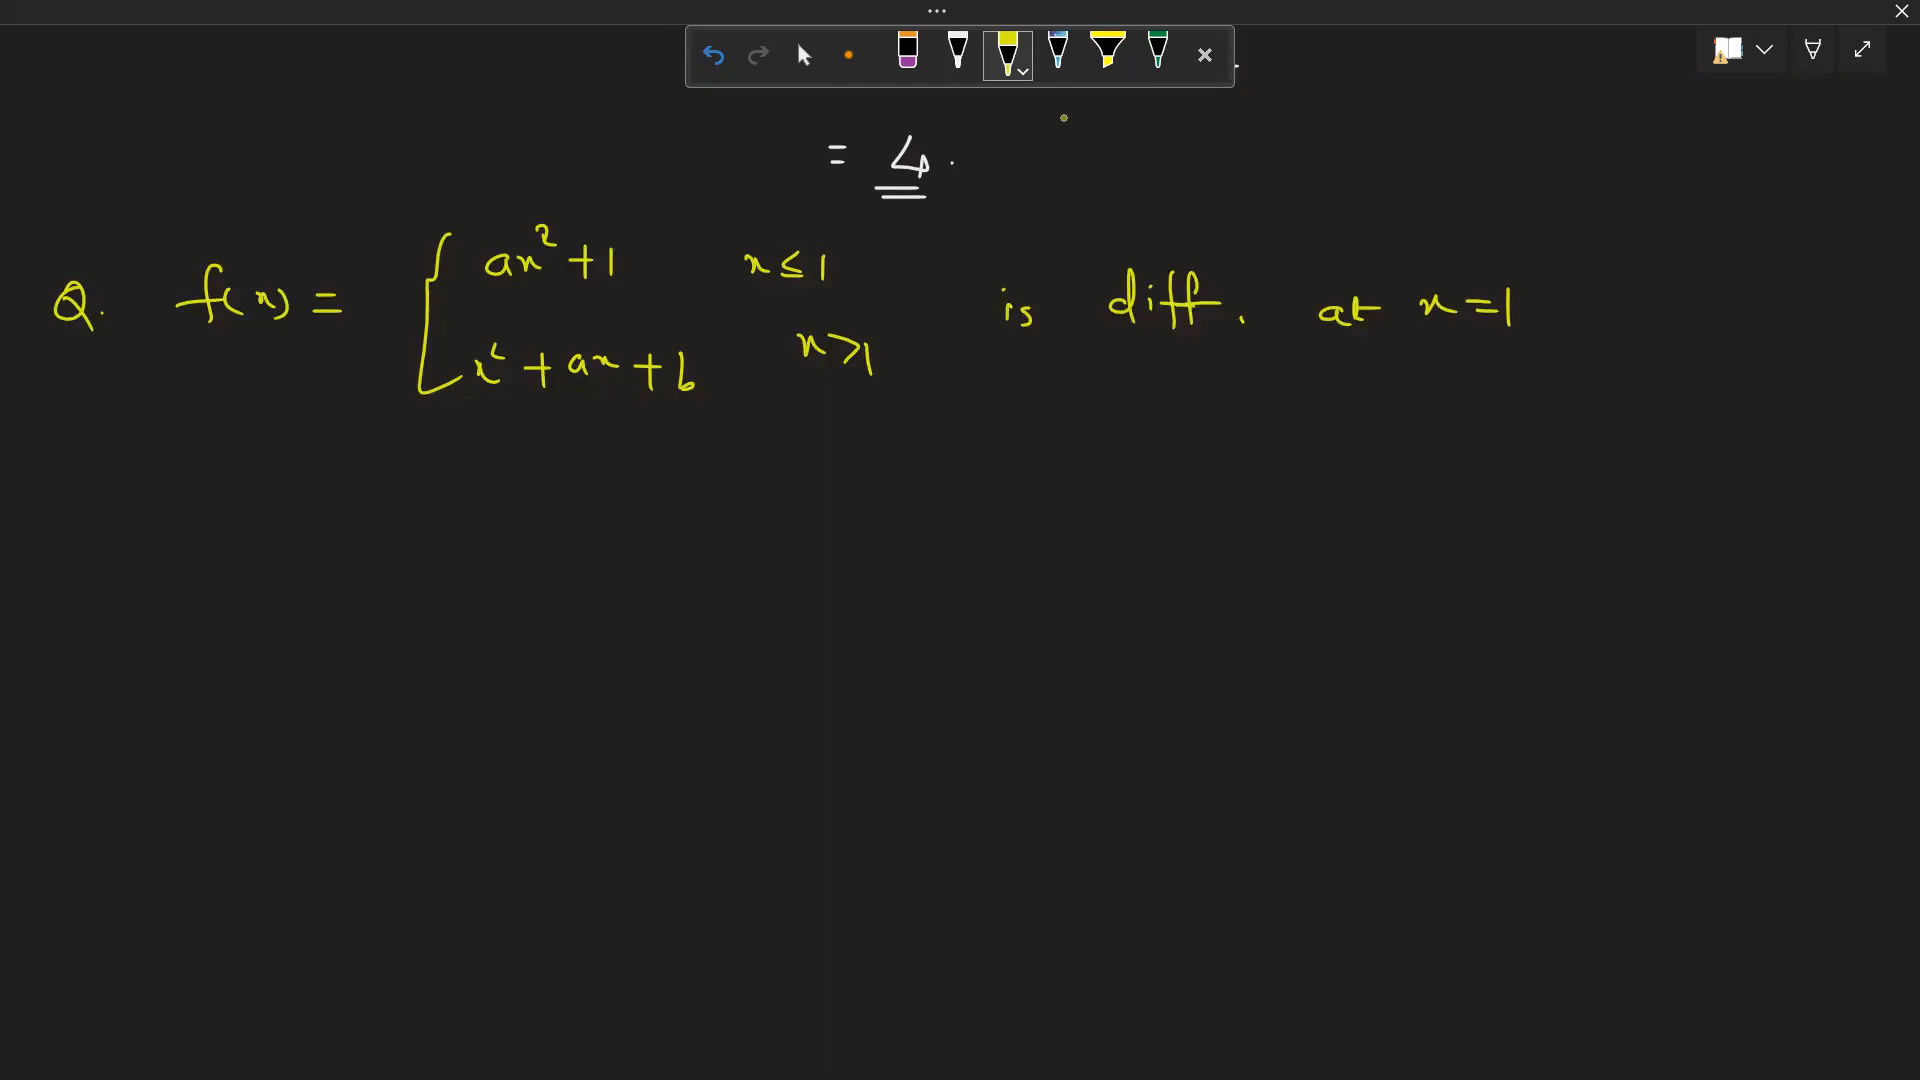 = 4.
ax² + 1 x ≤ 1
Q. f(x) = is diff. at x = 1
x² + ax + b x > 1